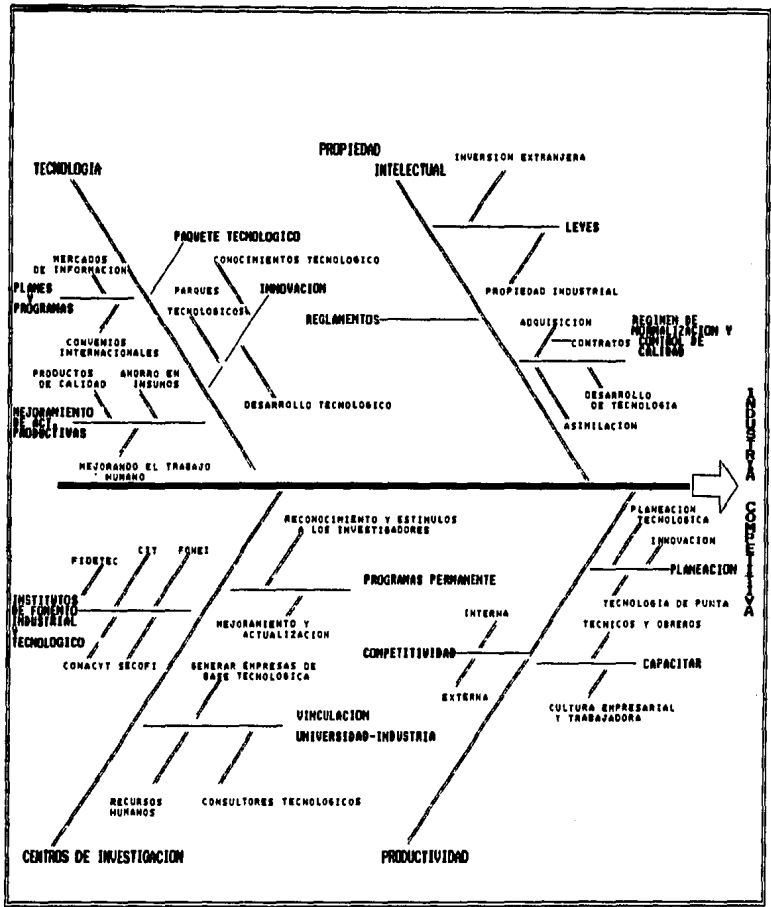 TECNOLOGIA
PAQUETE TECNOLOGICO
MERCADOS
DE INFORMACION
PLANES
Y
PROGRAMAS
CONVENIOS
INTERNACIONALES
CONOCIMIENTOS TECNOLOGICO
PARQUES
TECNOLOGICOS
INNOVACION
DESARROLLO TECNOLOGICO
PRODUCTOS
DE CALIDAD
AHORRO EN
INSUMOS
MEJORAMIENTO
DE ACT.
PRODUCTIVAS
MEJORANDO EL TRABAJO
HUMANO
PROPIEDAD
INTELECTUAL
INVERSION EXTRANJERA
LEYES
PROPIEDAD INDUSTRIAL
REGLAMENTOS
ADQUISICION
CONTRATOS
REGIMEN DE
NORMALIZACION Y
CONTROL DE
CALIDAD
DESARROLLO
DE TECNOLOGIA
ASIMILACION
INDUSTRIA COMPETITIVA
RECONOCIMIENTO Y ESTIMULOS
A LOS INVESTIGADORES
PROGRAMAS PERMANENTE
MEJORAMIENTO Y
ACTUALIZACION
FIDETEC
CIT
FONEI
INSTITUTOS
DE FOMENTO
INDUSTRIAL
Y
TECNOLOGICO
CONACYT SECOFI
GENERAR EMPRESAS DE
BASE TECNOLOGICA
VINCULACION
UNIVERSIDAD-INDUSTRIA
RECURSOS
HUMANOS
CONSULTORES TECNOLOGICOS
CENTROS DE INVESTIGACION
PLANEACION
TECNOLOGICA
INNOVACION
PLANEACION
TECNOLOGIA DE PUNTA
INTERNA
COMPETITIVIDAD
EXTERNA
TECNICOS Y OBREROS
CAPACITAR
CULTURA EMPRESARIAL
Y TRABAJADORA
PRODUCTIVIDAD